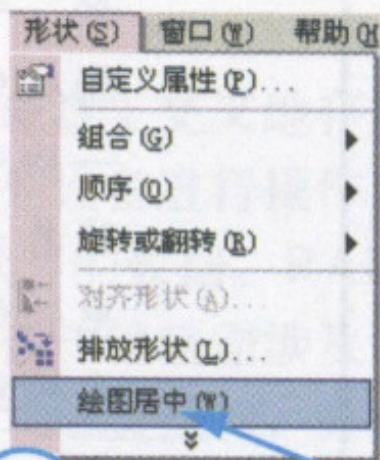 形状(S) 窗口(W) 帮助(H
自定义属性(P)...
组合(G)
顺序(O)
旋转或翻转(R)
对齐形状(A)...
排放形状(L)...
绘图居中(W)